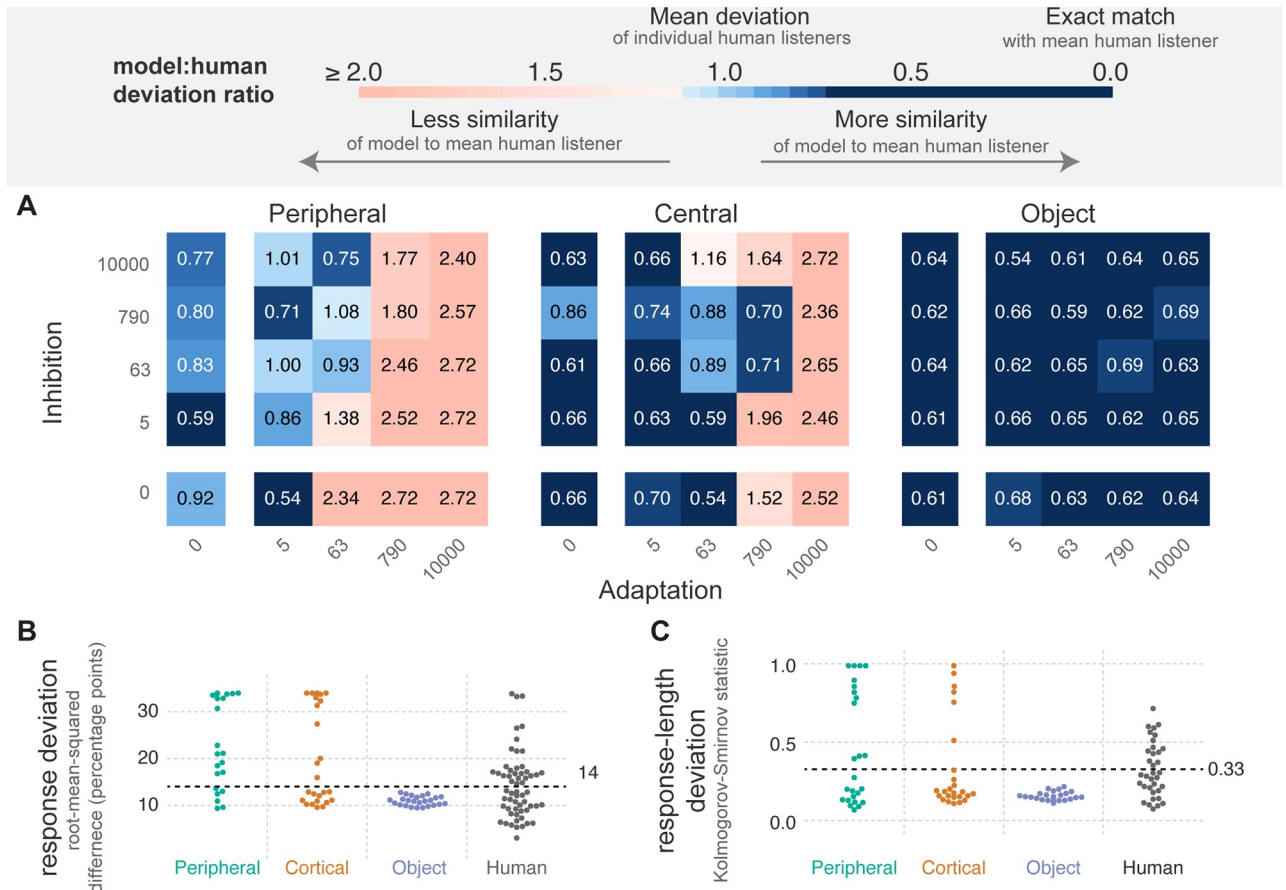 Mean deviation
of individual human listeners
Exact match
with mean human listener
model:human
deviation ratio
≥ 2.0 1.5 1.0 0.5 0.0
Less similarity
of model to mean human listener
More similarity
of model to mean human listener
A
Peripheral Central Object
Inhibition
10000 0.77 1.01 0.75 1.77 2.40 0.63 0.66 1.16 1.64 2.72 0.64 0.54 0.61 0.64 0.65
790 0.80 0.71 1.08 1.80 2.57 0.86 0.74 0.88 0.70 2.36 0.62 0.66 0.59 0.62 0.69
63 0.83 1.00 0.93 2.46 2.72 0.61 0.66 0.89 0.71 2.65 0.64 0.62 0.65 0.69 0.63
5 0.59 0.86 1.38 2.52 2.72 0.66 0.63 0.59 1.96 2.46 0.61 0.66 0.65 0.62 0.65
0 0.92 0.54 2.34 2.72 2.72 0.66 0.70 0.54 1.52 2.52 0.61 0.68 0.63 0.62 0.64
0 5 63 790 10000 0 5 63 790 10000 0 5 63 790 10000
Adaptation
B
response deviation
root-mean-squared
differnece (percentage points)
30
20
10
14
Peripheral Cortical Object Human
C
response-length
deviation
Kolmogorov-Smirnov statistic
1.0
0.5
0.0
0.33
Peripheral Cortical Object Human